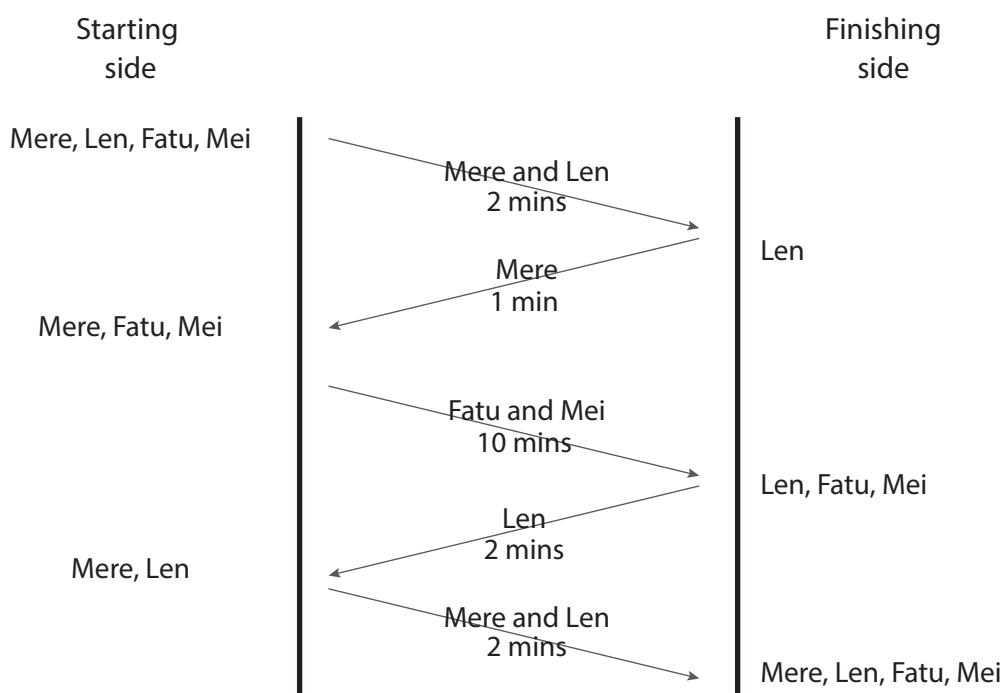 Starting
side
Finishing
side
Mere, Len, Fatu, Mei
Mere and Len
2 mins
Len
Mere
1 min
Mere, Fatu, Mei
Fatu and Mei
10 mins
Len, Fatu, Mei
Len
2 mins
Mere, Len
Mere and Len
2 mins
Mere, Len, Fatu, Mei